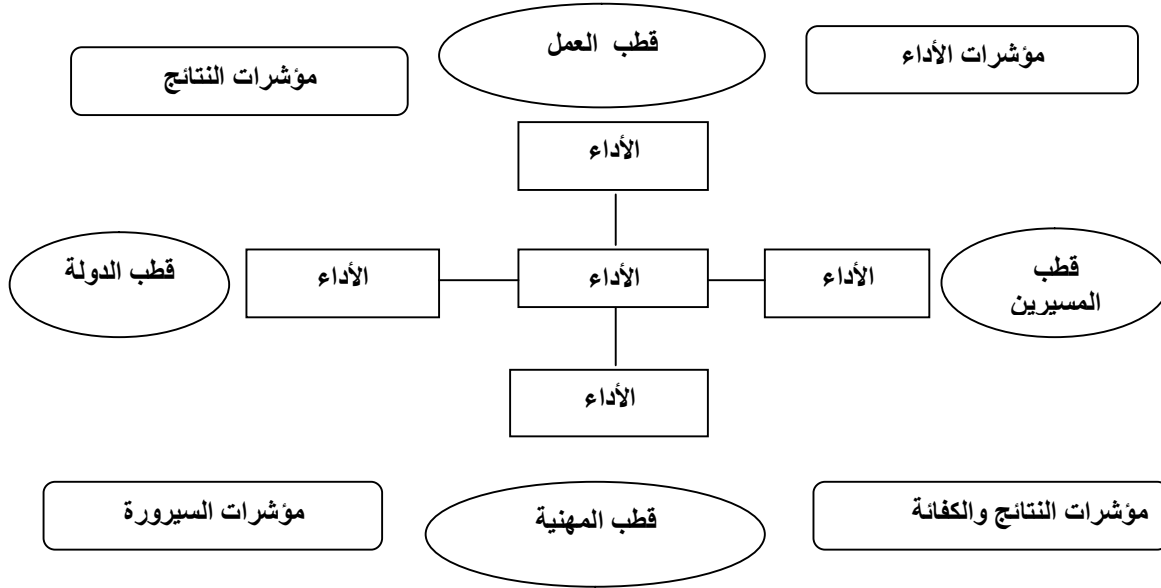 مؤشرات الأداء
قطب العمل
مؤشرات النتائج
الأداء
قطب
المسيرين
الأداء
الأداء
الأداء
قطب الدولة
الأداء
مؤشرات النتائج والكفائة
قطب المهنية
مؤشرات السيرورة